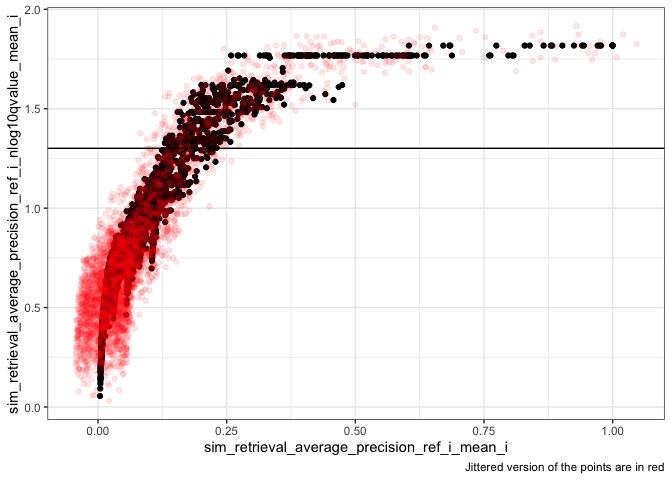 sim_retrieval_average_precision_ref_i_nlog10qvalue_mean_i
2.0
1.5
1.0
0.5
0.0
0.00 0.25 0.50 0.75 1.00
sim_retrieval_average_precision_ref_i_mean_i
Jittered version of the points are in red